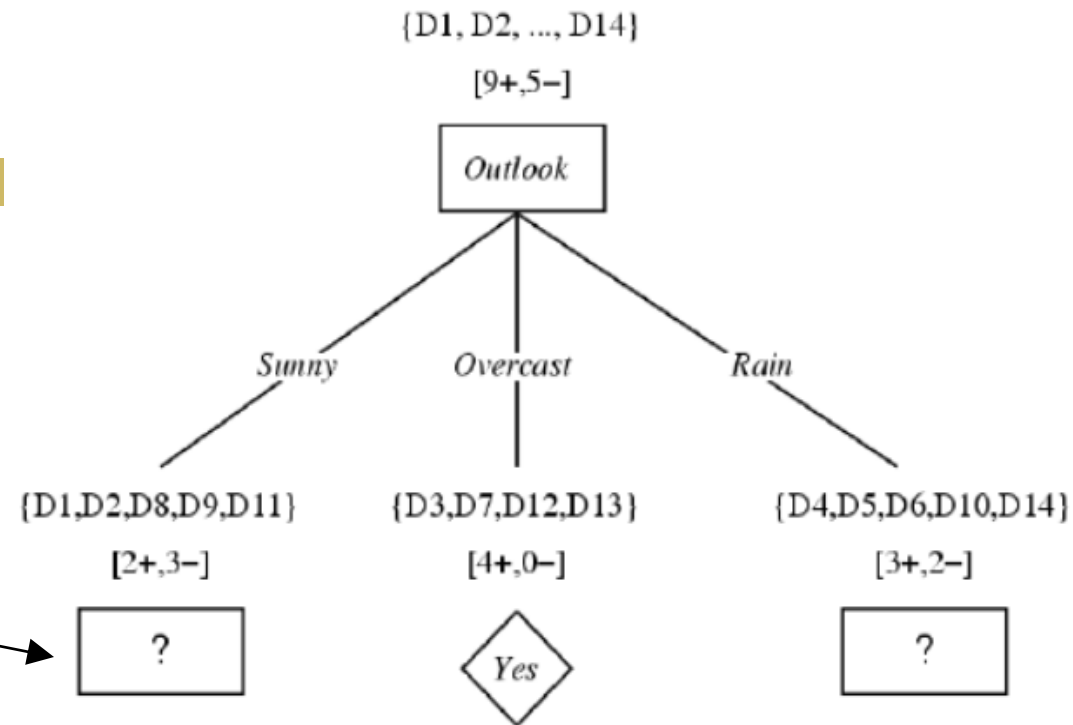 {D1, D2, ..., D14}
[9+,5−]
Outlook
Sunny Overcast Rain
{D1,D2,D8,D9,D11} {D3,D7,D12,D13} {D4,D5,D6,D10,D14}
[2+,3−] [4+,0−] [3+,2−]
? Yes ?